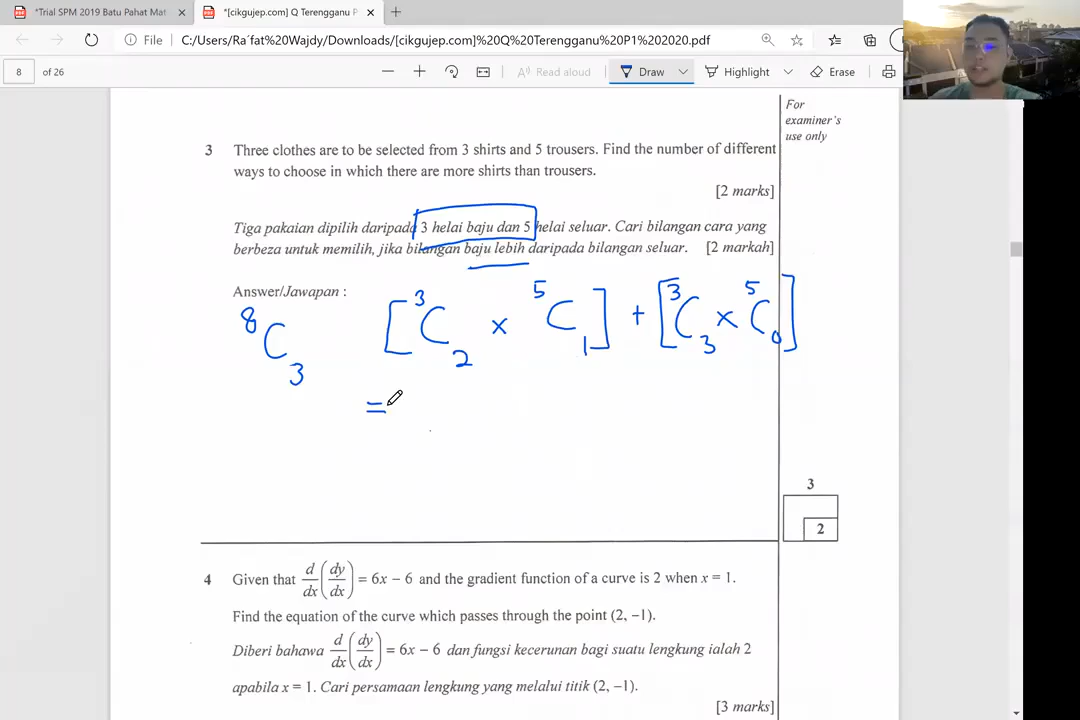 *Trial SPM 2019 Batu Pahat Mat
*[cikgujep.com] Q Terengganu P
File C:/Users/Ra´fat%20Wajdy/Downloads/[cikgujep.com]%20Q%20Terengganu%20P1%202020.pdf
8 of 26 Read aloud Draw Highlight Erase
For
examiner's
use only
3 Three clothes are to be selected from 3 shirts and 5 trousers. Find the number of different
ways to choose in which there are more shirts than trousers.
[2 marks]
Tiga pakaian dipilih daripada 3 helai baju dan 5 helai seluar. Cari bilangan cara yang
berbeza untuk memilih, jika bilangan baju lebih daripada bilangan seluar. [2 markah]
Answer/Jawapan :
⁸C₃ [³C₂ × ⁵C₁] + [³C₃ × ⁵C₀]
=
3
2
4 Given that d/dx(dy/dx) = 6x − 6 and the gradient function of a curve is 2 when x = 1.
Find the equation of the curve which passes through the point (2, −1).
Diberi bahawa d/dx(dy/dx) = 6x − 6 dan fungsi kecerunan bagi suatu lengkung ialah 2
apabila x = 1. Cari persamaan lengkung yang melalui titik (2, −1).
[3 marks]